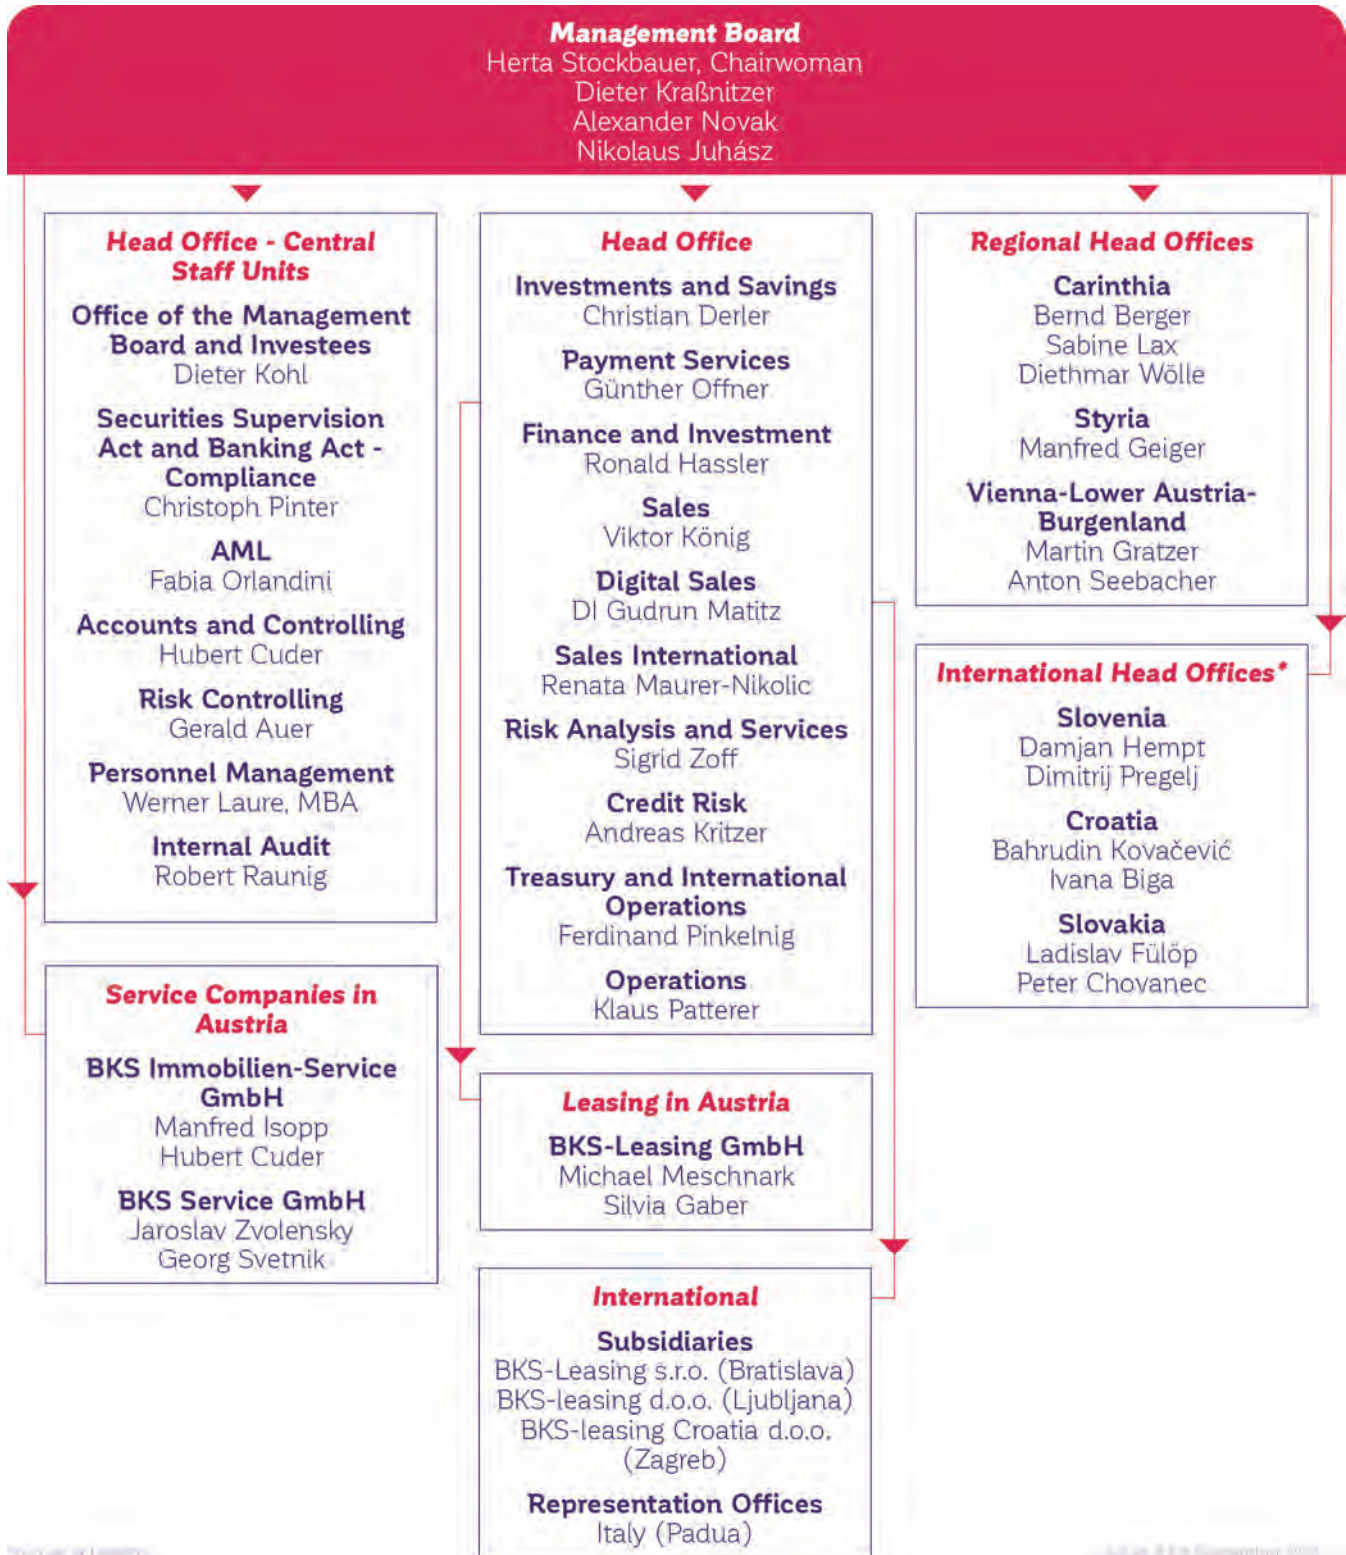 Management Board
Herta Stockbauer, Chairwoman
Dieter Kraßnitzer
Alexander Novak
Nikolaus Juhász
Head Office - Central
Staff Units
Office of the Management
Board and Investees
Dieter Kohl
Securities Supervision
Act and Banking Act -
Compliance
Christoph Pinter
AML
Fabia Orlandini
Accounts and Controlling
Hubert Cuder
Risk Controlling
Gerald Auer
Personnel Management
Werner Laure, MBA
Internal Audit
Robert Raunig
Service Companies in
Austria
BKS Immobilien-Service
GmbH
Manfred Isopp
Hubert Cuder
BKS Service GmbH
Jaroslav Zvolensky
Georg Svetnik
Head Office
Investments and Savings
Christian Derler
Payment Services
Günther Offner
Finance and Investment
Ronald Hassler
Sales
Viktor König
Digital Sales
DI Gudrun Matitz
Sales International
Renata Maurer-Nikolic
Risk Analysis and Services
Sigrid Zoff
Credit Risk
Andreas Kritzer
Treasury and International
Operations
Ferdinand Pinkelnig
Operations
Klaus Patterer
Leasing in Austria
BKS-Leasing GmbH
Michael Meschnark
Silvia Gaber
International
Subsidiaries
BKS-Leasing s.r.o. (Bratislava)
BKS-leasing d.o.o. (Ljubljana)
BKS-leasing Croatia d.o.o.
(Zagreb)
Representation Offices
Italy (Padua)
Regional Head Offices
Carinthia
Bernd Berger
Sabine Lax
Diethmar Wölle
Styria
Manfred Geiger
Vienna-Lower Austria-
Burgenland
Martin Gratzer
Anton Seebacher
International Head Offices*
Slovenia
Damjan Hempt
Dimitrij Pregelj
Croatia
Bahrudin Kovačević
Ivana Biga
Slovakia
Ladislav Fülöp
Peter Chovanec